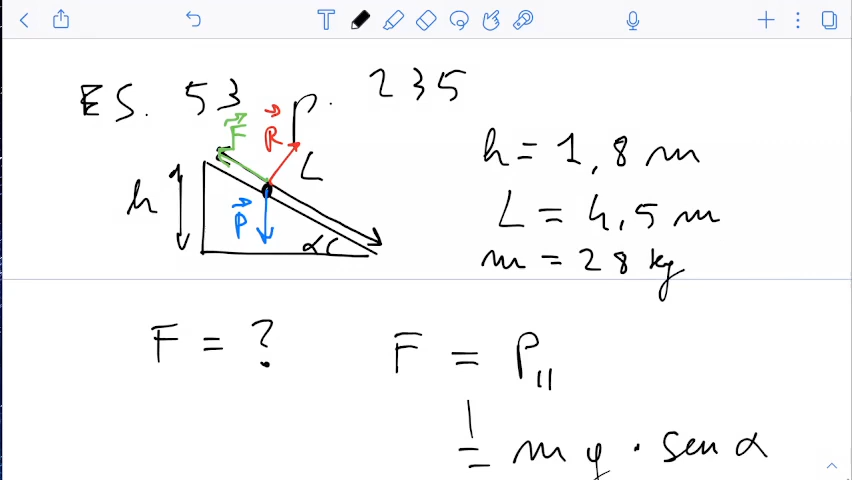 ES. 53 p. 235
F
R
L
h
P
α
h = 1,8 m
L = 4,5 m
m = 28 kg
F = ?
F = P||
= mg · sen α